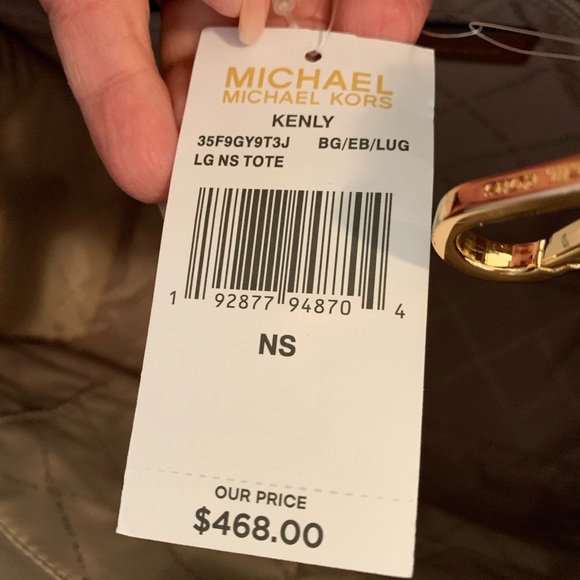 MICHAEL
MICHAEL KORS
KENLY
35F9GY9T3J BG/EB/LUG
LG NS TOTE
1 92877 94870 4
NS
OUR PRICE
$468.00